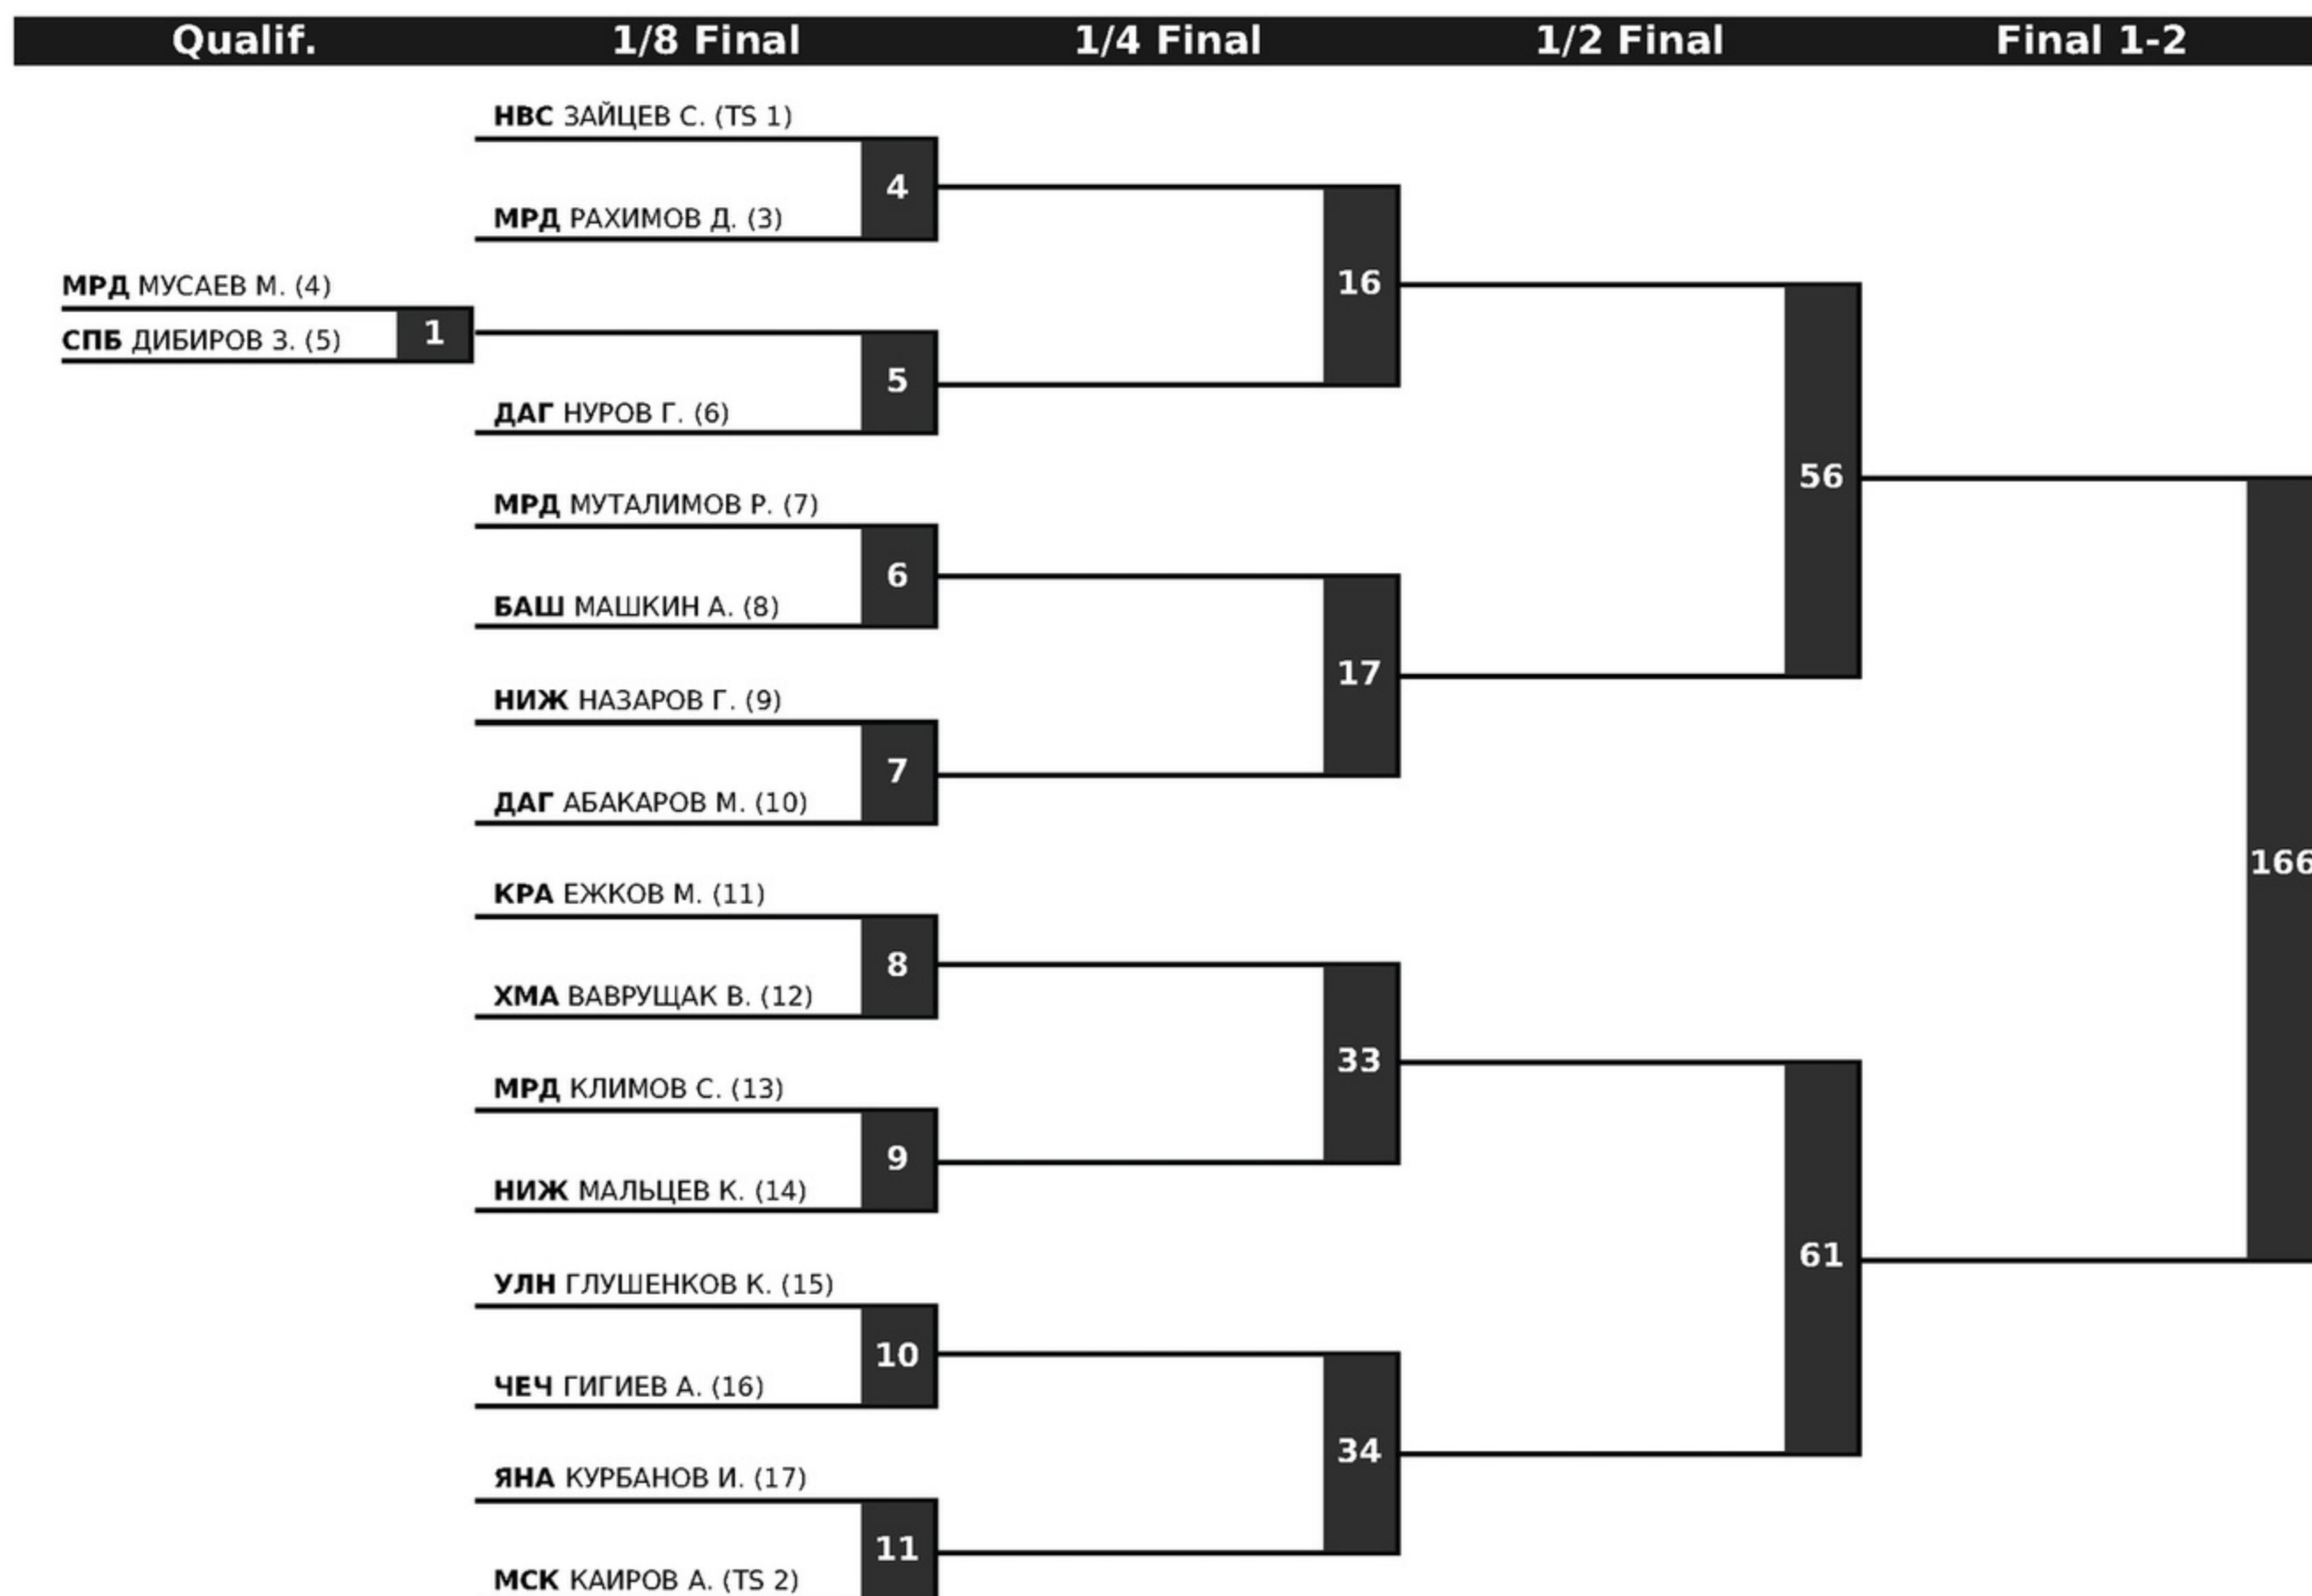 Qualif. 1/8 Final 1/4 Final 1/2 Final Final 1-2
НВС ЗАЙЦЕВ С. (TS 1)
4
МРД РАХИМОВ Д. (3)
16
МРД МУСАЕВ М. (4)
1
СПБ ДИБИРОВ З. (5)
5
ДАГ НУРОВ Г. (6)
56
МРД МУТАЛИМОВ Р. (7)
6
БАШ МАШКИН А. (8)
17
НИЖ НАЗАРОВ Г. (9)
7
ДАГ АБАКАРОВ М. (10)
166
КРА ЕЖКОВ М. (11)
8
ХМА ВАВРУЩАК В. (12)
33
МРД КЛИМОВ С. (13)
9
НИЖ МАЛЬЦЕВ К. (14)
61
УЛН ГЛУШЕНКОВ К. (15)
10
ЧЕЧ ГИГИЕВ А. (16)
34
ЯНА КУРБАНОВ И. (17)
11
МСК КАИРОВ А. (TS 2)